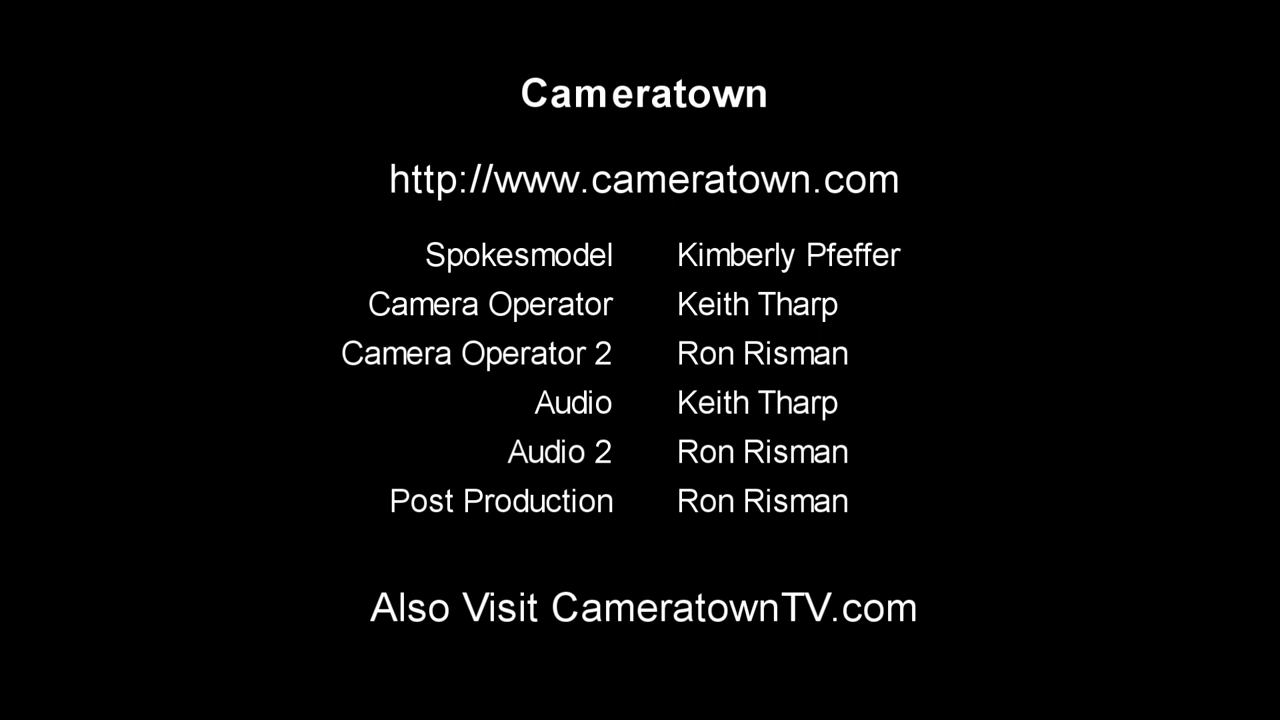 Cameratown
http://www.cameratown.com
Spokesmodel Kimberly Pfeffer
Camera Operator Keith Tharp
Camera Operator 2 Ron Risman
Audio Keith Tharp
Audio 2 Ron Risman
Post Production Ron Risman
Also Visit CameratownTV.com